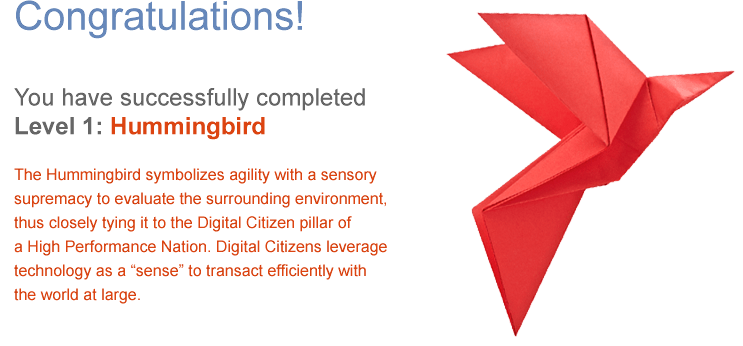 Congratulations!
You have successfully completed
Level 1: Hummingbird
The Hummingbird symbolizes agility with a sensory
supremacy to evaluate the surrounding environment,
thus closely tying it to the Digital Citizen pillar of
a High Performance Nation. Digital Citizens leverage
technology as a “sense” to transact efficiently with
the world at large.